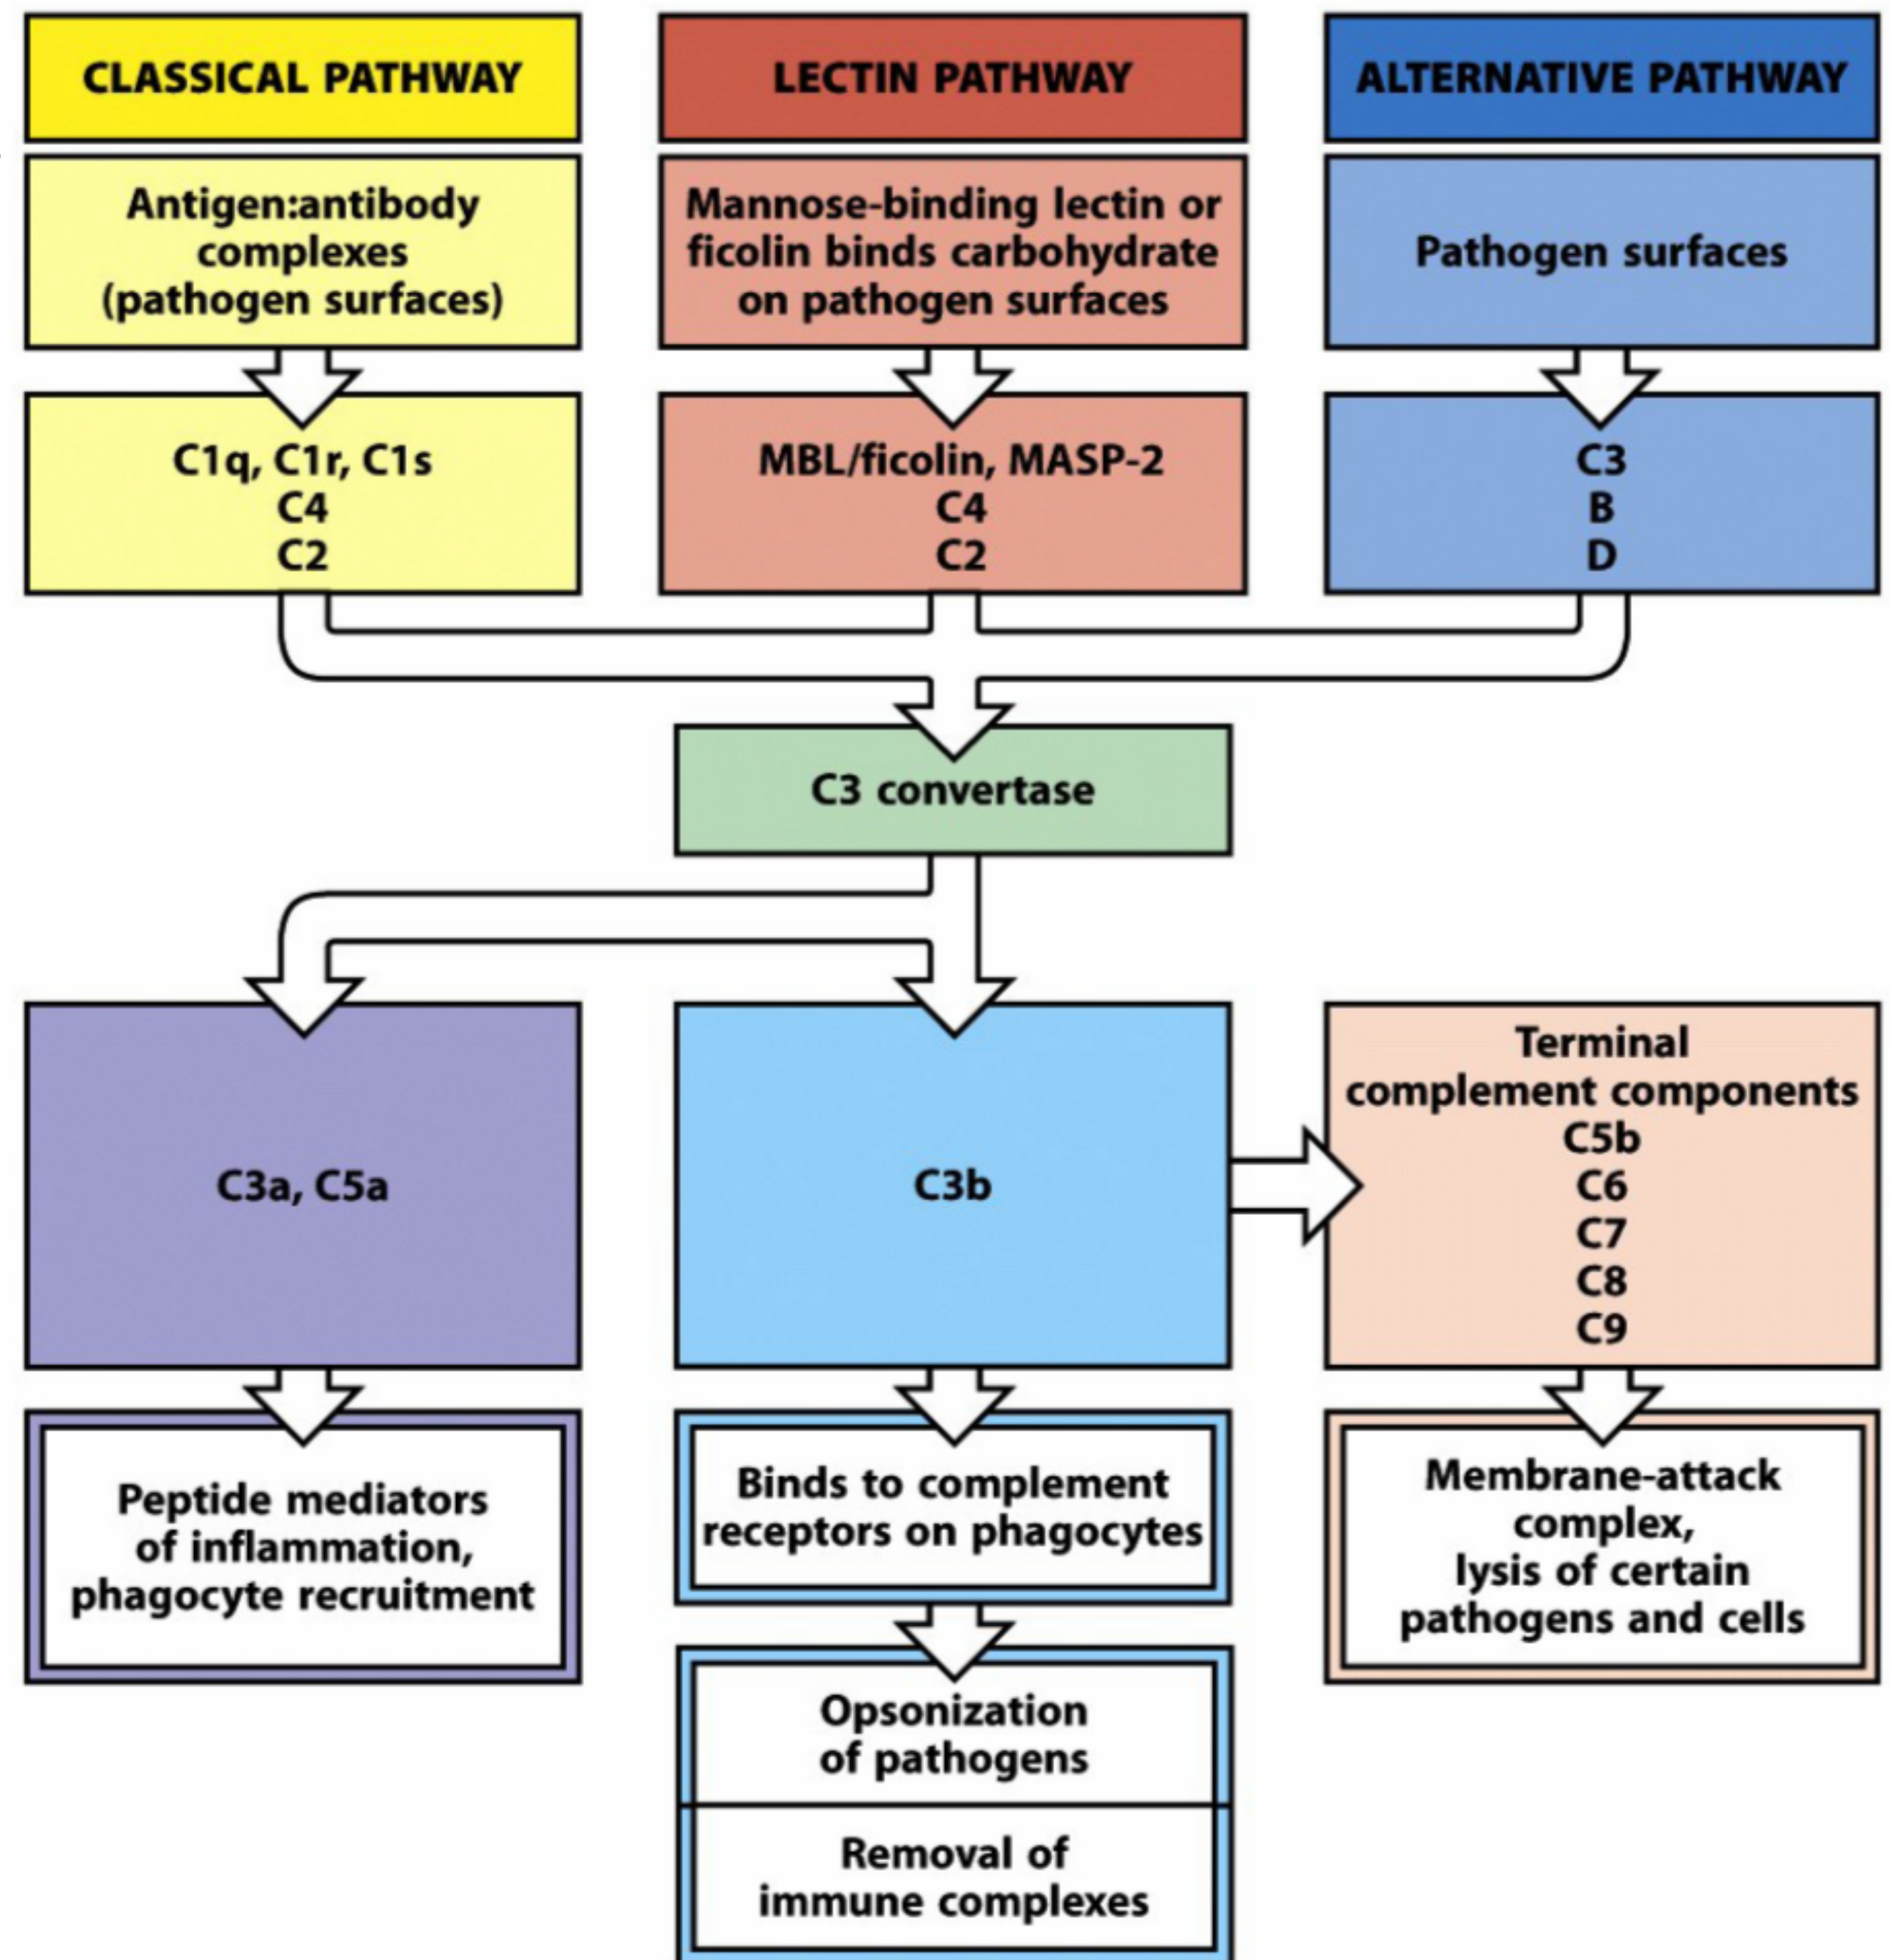 CLASSICAL PATHWAY
LECTIN PATHWAY
ALTERNATIVE PATHWAY
Antigen:antibody
complexes
(pathogen surfaces)
Mannose-binding lectin or
ficolin binds carbohydrate
on pathogen surfaces
Pathogen surfaces
C1q, C1r, C1s
C4
C2
MBL/ficolin, MASP-2
C4
C2
C3
B
D
C3 convertase
C3a, C5a
C3b
Terminal
complement components
C5b
C6
C7
C8
C9
Peptide mediators
of inflammation,
phagocyte recruitment
Binds to complement
receptors on phagocytes
Membrane-attack
complex,
lysis of certain
pathogens and cells
Opsonization
of pathogens
Removal of
immune complexes